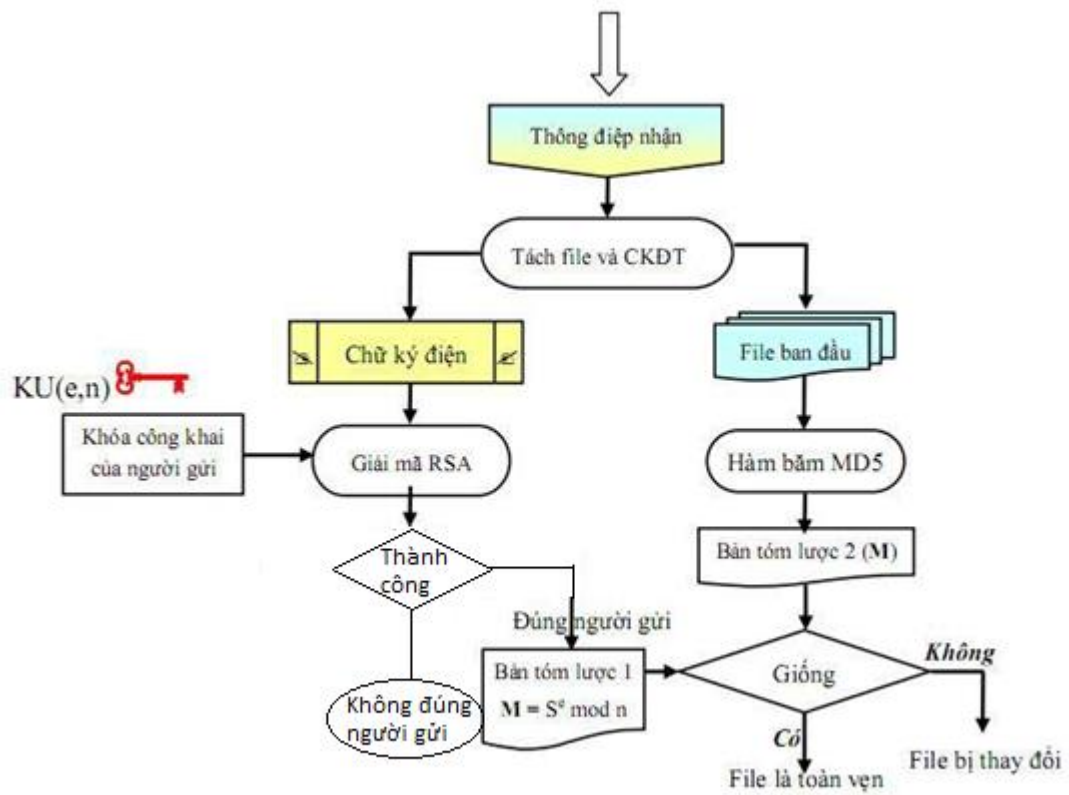 Thông điệp nhận
Tách file và CKĐT
Chữ ký điện
File ban đầu
KU(e,n)
Khóa công khai
của người gửi
Giải mã RSA
Hàm băm MD5
Thành
công
Bản tóm lược 2 (M)
Đúng người gửi
Bản tóm lược 1
M = Sᵉ mod n
Giống
Không
Không đúng
người gửi
Có
File bị thay đổi
File là toàn vẹn